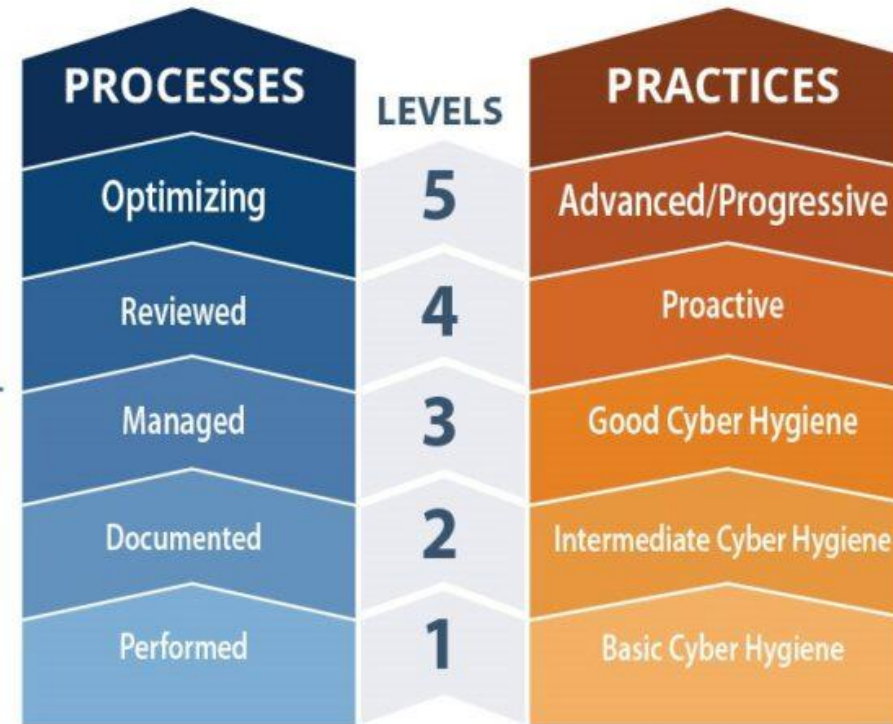 PROCESSES
LEVELS
PRACTICES
Optimizing
5
Advanced/Progressive
Reviewed
4
Proactive
Managed
3
Good Cyber Hygiene
Documented
2
Intermediate Cyber Hygiene
Performed
1
Basic Cyber Hygiene